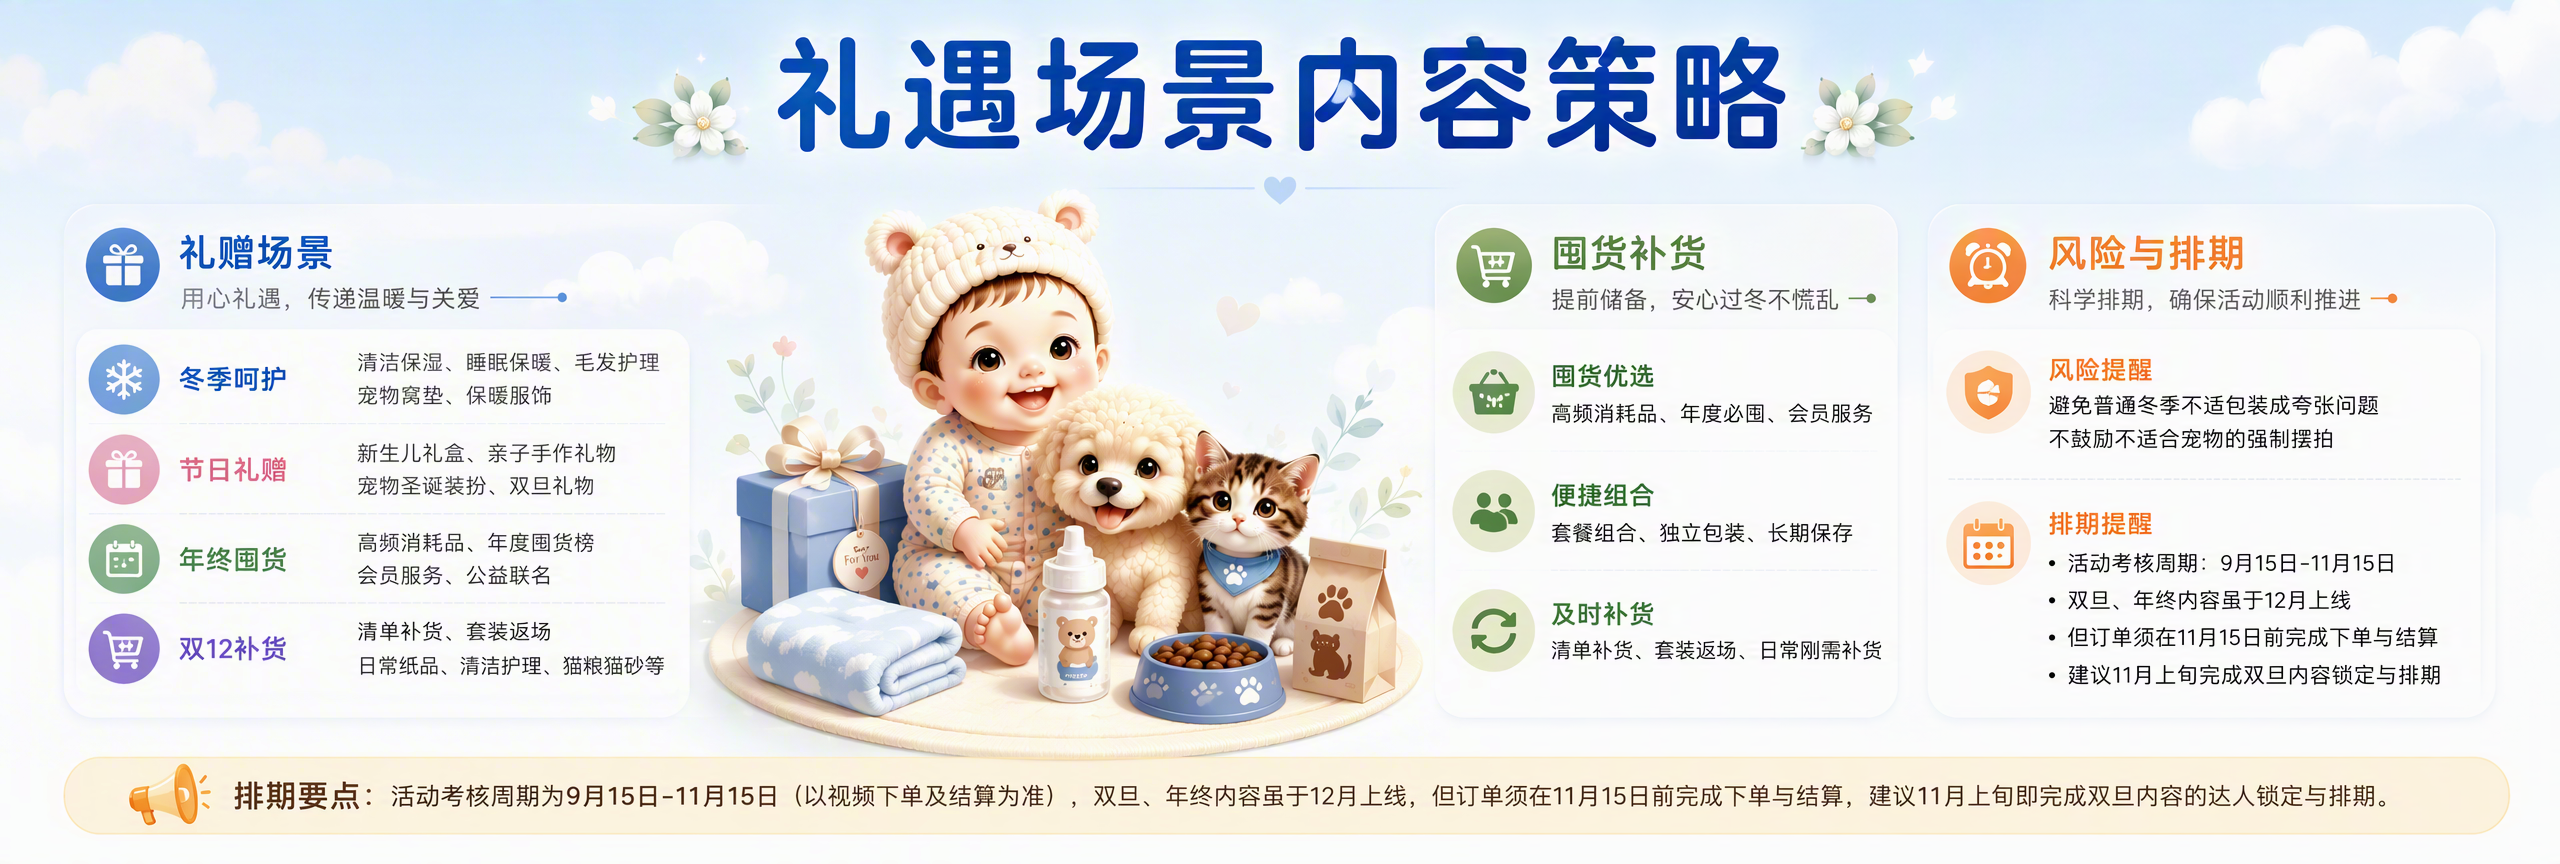 礼遇场景内容策略
礼赠场景
用心礼遇，传递温暖与关爱
冬季呵护
清洁保湿、睡眠保暖、毛发护理
宠物窝垫、保暖服饰
节日礼赠
新生儿礼盒、亲子手作礼物
宠物圣诞装扮、双旦礼物
年终囤货
高频消耗品、年度囤货榜
会员服务、公益联名
双12补货
清单补货、套装返场
日常纸品、清洁护理、猫粮猫砂等
For You
囤货补货
提前储备，安心过冬不慌乱
囤货优选
高频消耗品、年度必囤、会员服务
便捷组合
套餐组合、独立包装、长期保存
及时补货
清单补货、套装返场、日常刚需补货
风险与排期
科学排期，确保活动顺利推进
风险提醒
避免普通冬季不适包装成夸张问题
不鼓励不适合宠物的强制摆拍
排期提醒
• 活动考核周期：9月15日-11月15日
• 双旦、年终内容虽于12月上线
• 但订单须在11月15日前完成下单与结算
• 建议11月上旬完成双旦内容锁定与排期
排期要点：活动考核周期为9月15日-11月15日（以视频下单及结算为准），双旦、年终内容虽于12月上线，但订单须在11月15日前完成下单与结算，建议11月上旬即完成双旦内容的达人锁定与排期。